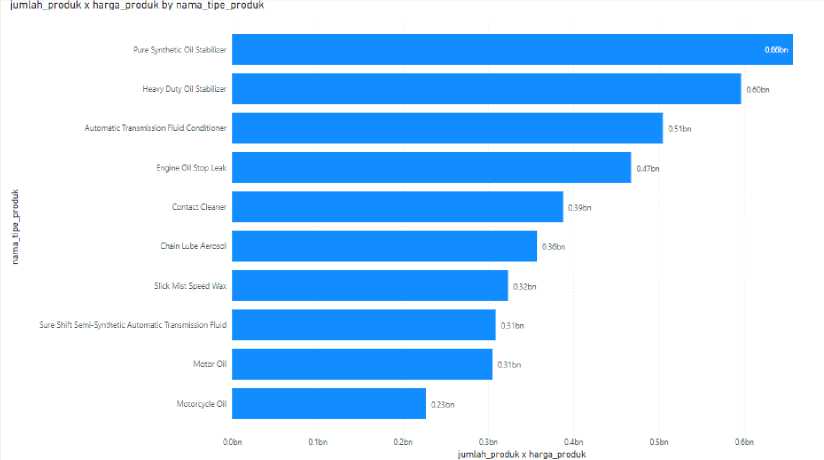 jumlah_produk x harga_produk by nama_tipe_produk
Pure Synthetic Oil Stabilizer
0.66bn
Heavy Duty Oil Stabilizer
0.60bn
Automatic Transmission Fluid Conditioner
0.51bn
Engine Oil Stop Leak
0.47bn
Contact Cleaner
0.39bn
Chain Lube Aerosol
0.36bn
Slick Mist Speed Wax
0.32bn
Sure Shift Semi-Synthetic Automatic Transmission Fluid
0.31bn
Motor Oil
0.31bn
Motorcycle Oil
0.23bn
nama_tipe_produk
0.0bn 0.1bn 0.2bn 0.3bn 0.4bn 0.5bn 0.6bn
jumlah_produk x harga_produk